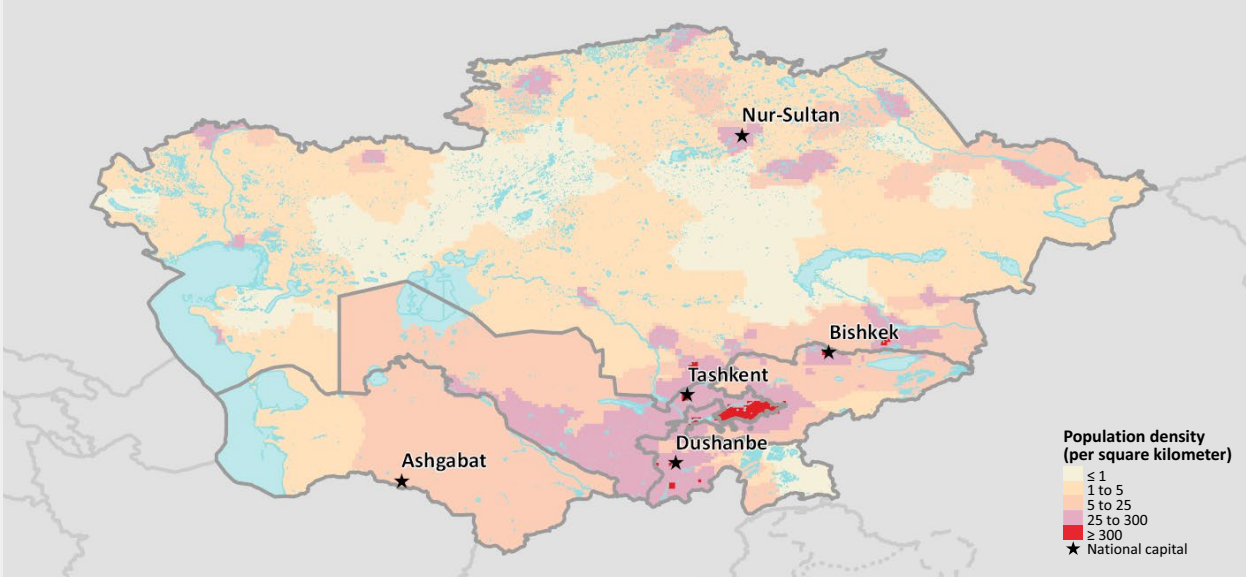 Nur-Sultan
Bishkek
Tashkent
Dushanbe
Ashgabat
Population density
(per square kilometer)
≤ 1
1 to 5
5 to 25
25 to 300
≥ 300
National capital